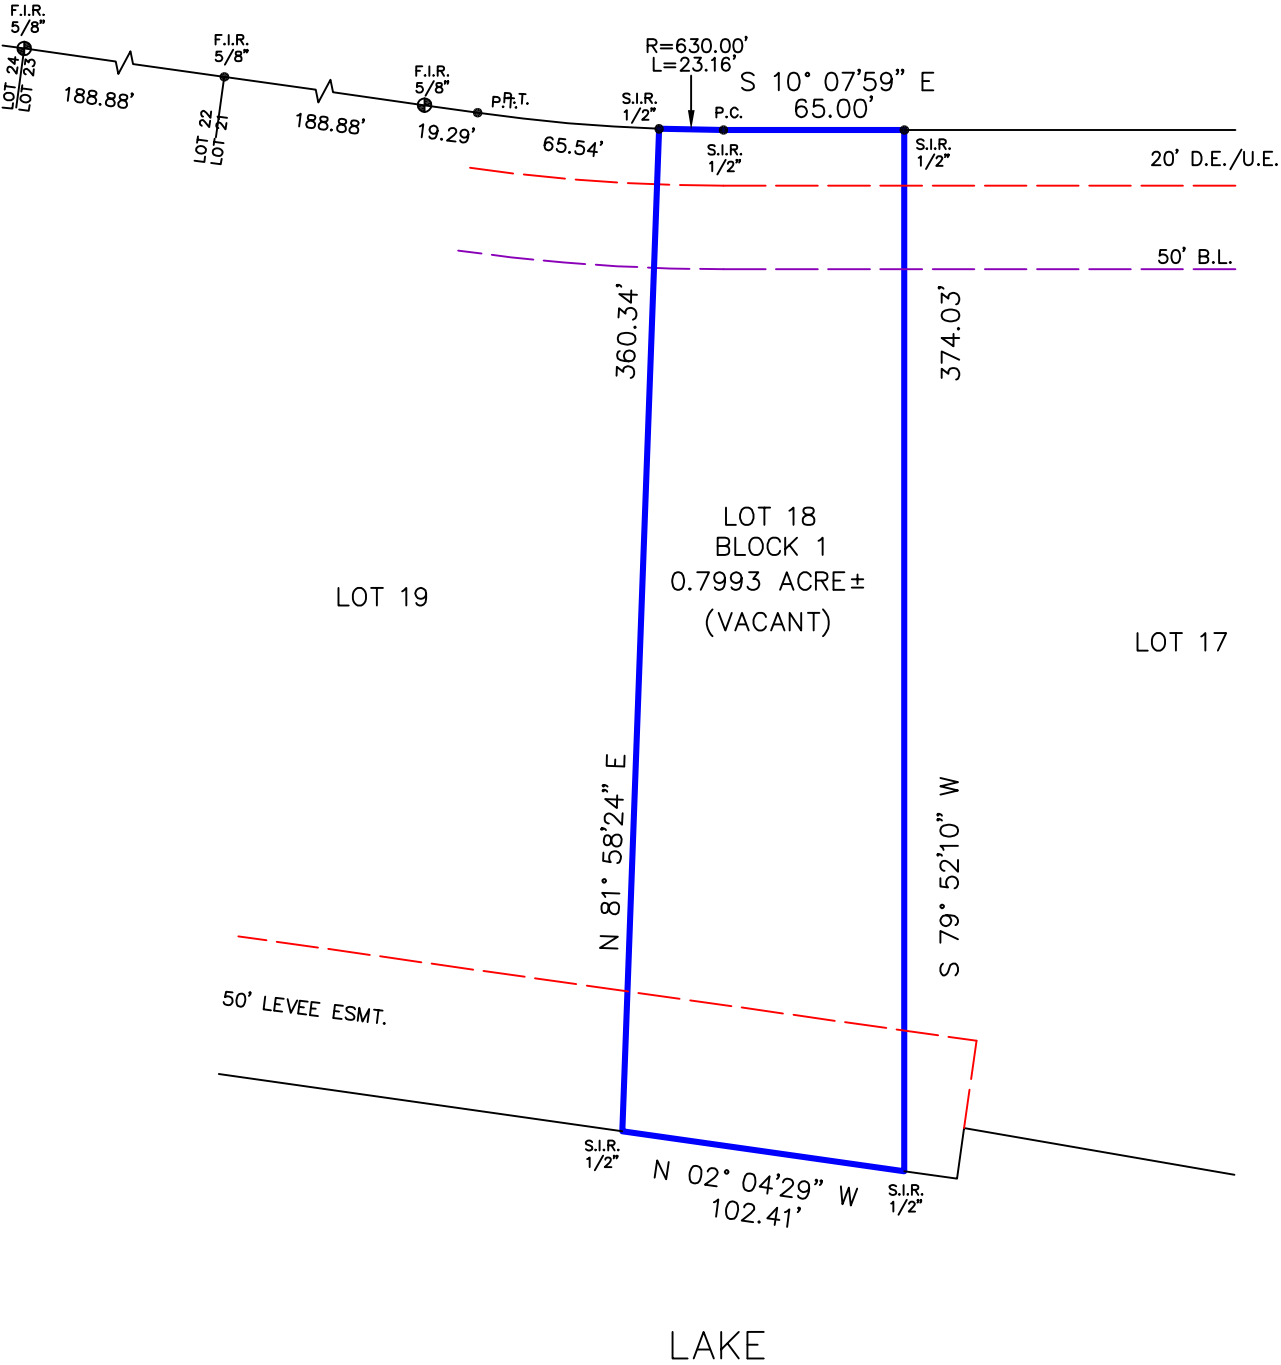 F.I.R.
5/8"
LOT 24
LOT 23
188.88'
F.I.R.
5/8"
LOT 22
LOT 21
188.88'
F.I.R.
5/8"
19.29'
P.T.
65.54'
S.I.R.
1/2"
R=630.00'
L=23.16'
P.C.
S.I.R.
1/2"
S 10° 07'59" E
65.00'
S.I.R.
1/2"
20' D.E./U.E.
50' B.L.
360.34'
374.03'
LOT 18
BLOCK 1
0.7993 ACRE±
(VACANT)
LOT 19
LOT 17
N 81° 58'24" E
S 79° 52'10" W
50' LEVEE ESMT.
S.I.R.
1/2"
N 02° 04'29" W
102.41'
S.I.R.
1/2"
LAKE